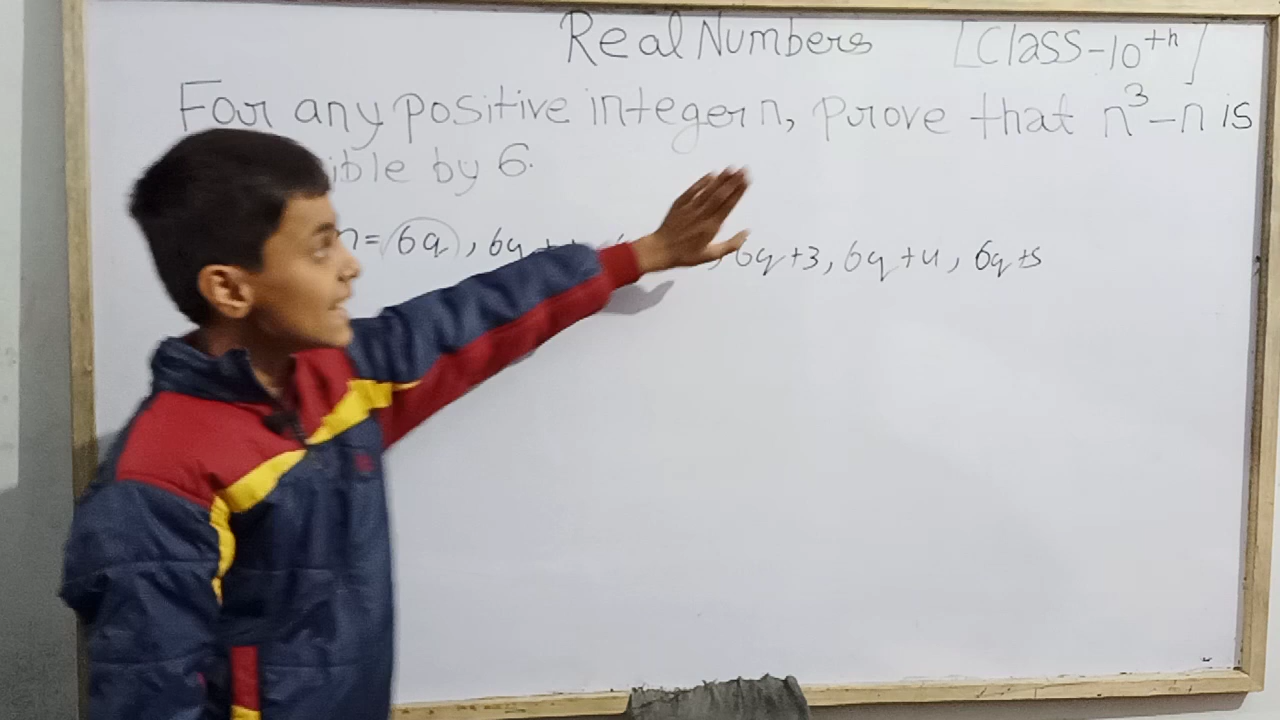 Real Numbers [Class-10th]
For any positive integer n, prove that n³-n is
by 6.
n = 6q, 6q 6q+3, 6q+4, 6q+5